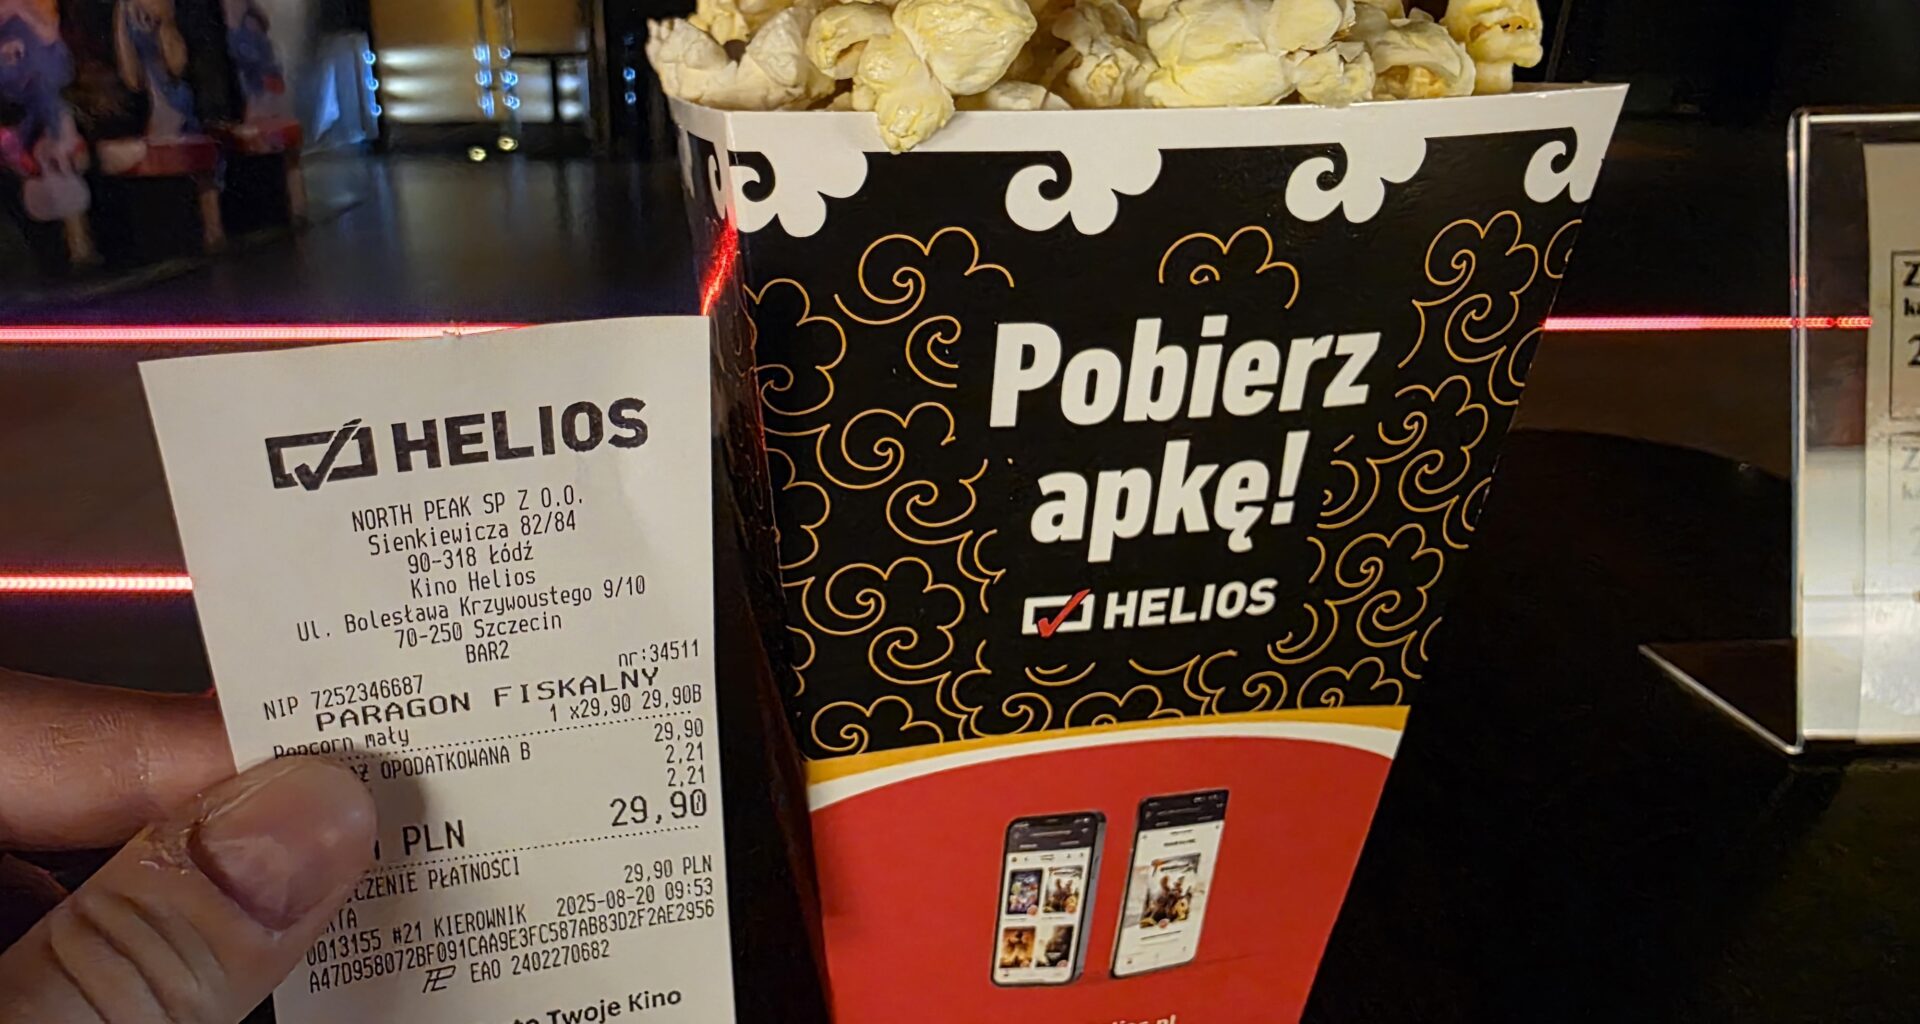 HELIOS
NORTH PEAK SP Z O.O.
Sienkiewicza 82/84
90-318 Łódź
Kino Helios
Ul. Bolesława Krzywoustego 9/10
70-250 Szczecin
BAR2
NIP 7252346687 nr:34511
PARAGON FISKALNY
Popcorn mały 1 x29,90 29,90B
OPODATKOWANA B 29,90
2,21
2,21
PLN 29,90
PŁATNOŚCI
29,90 PLN
0013155 #21 KIEROWNIK 2025-08-20 09:53
A47D958072BF091CAA9E3FC587AB83D2F2AE2956
EAO 2402270682
Twoje Kino
Pobierz
apkę!
HELIOS